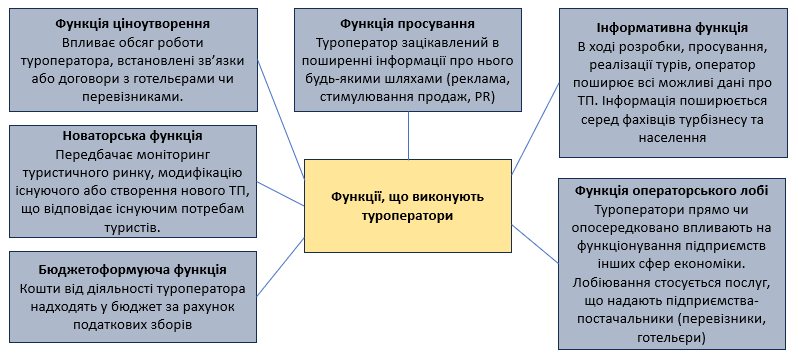 Функція ціноутворення
Впливає обсяг роботи
туроператора, встановлені зв’язки
або договори з готельєрами чи
перевізниками.
Функція просування
Туроператор зацікавлений в
поширенні інформації про нього
будь-якими шляхами (реклама,
стимулювання продаж, PR)
Інформативна функція
В ході розробки, просування,
реалізації турів, оператор
поширює всі можливі дані про
ТП. Інформація поширюється
серед фахівців турбізнесу та
населення
Новаторська функція
Передбачає моніторинг
туристичного ринку, модифікацію
існуючого або створення нового ТП,
що відповідає існуючим потребам
туристів.
Функції, що виконують
туроператори
Функція операторського лобі
Туроператори прямо чи
опосередковано впливають на
функціонування підприємств
інших сфер економіки.
Лобіювання стосується послуг,
що надають підприємства-
постачальники (перевізники,
готельєри)
Бюджетоформуюча функція
Кошти від діяльності туроператора
надходять у бюджет за рахунок
податкових зборів